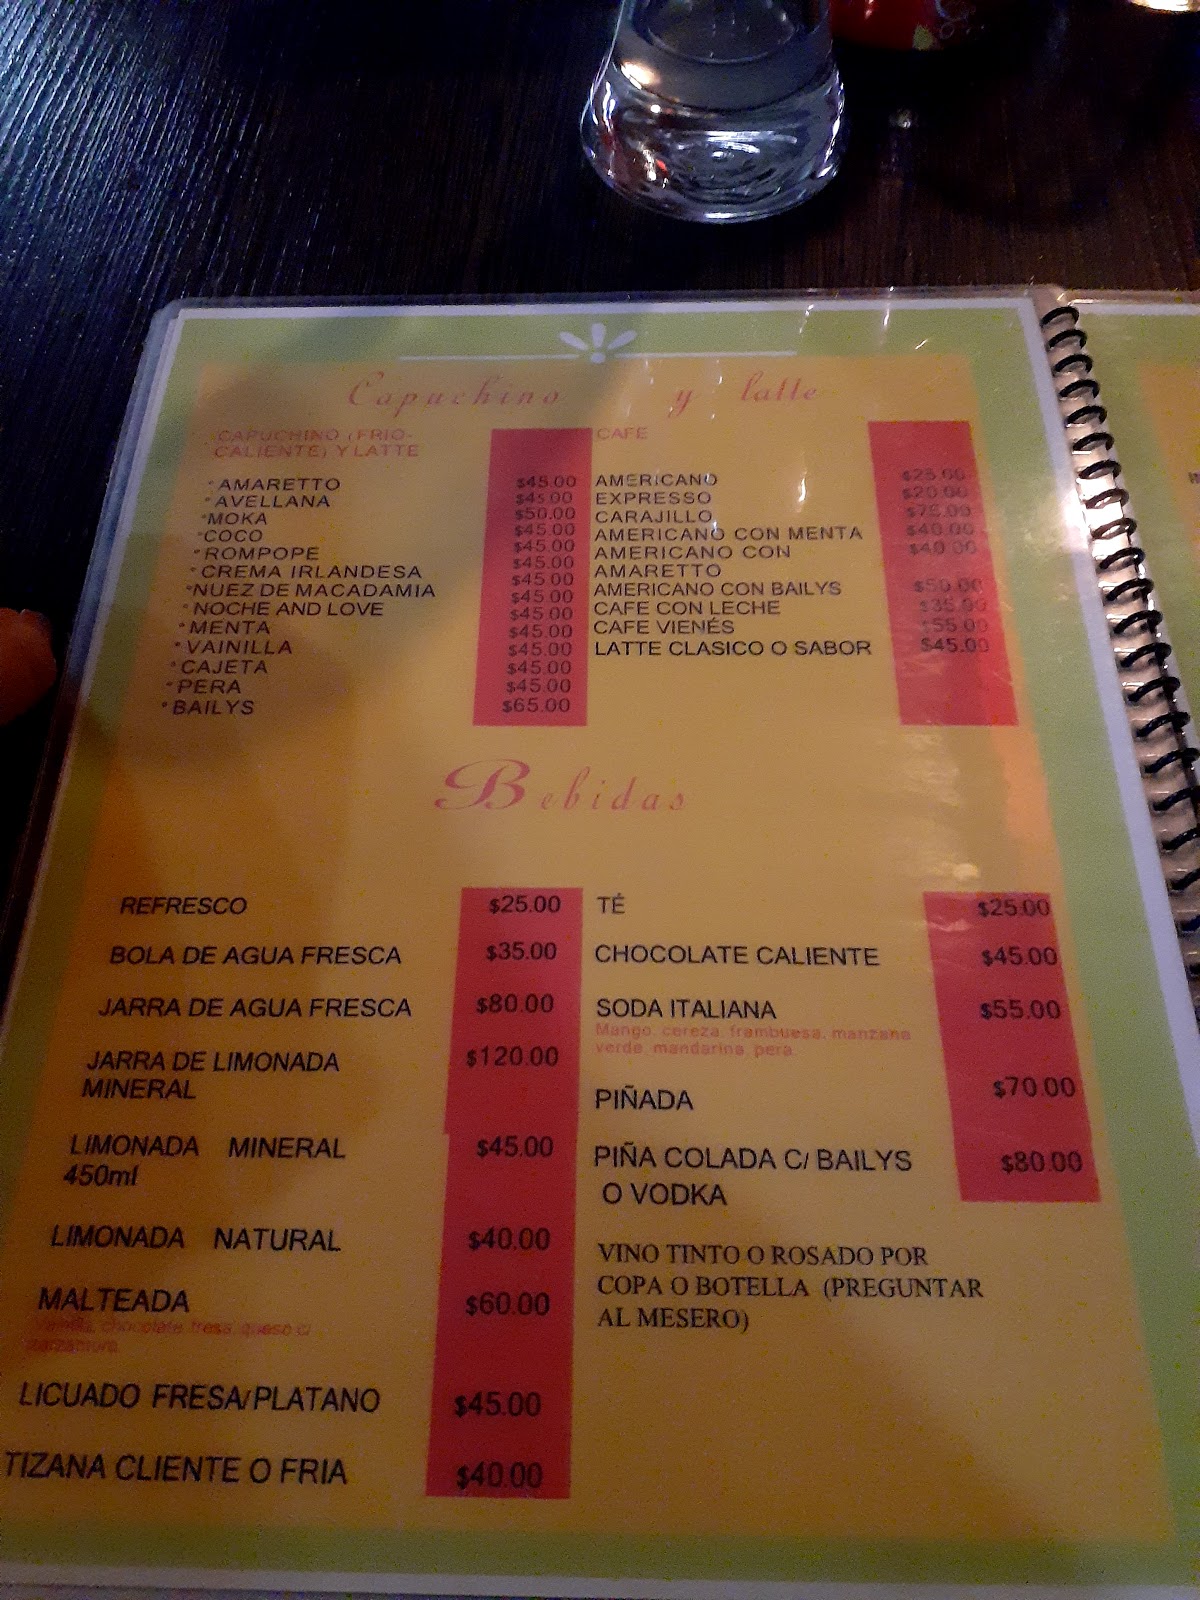 Capuchino y latte
CAPUCHINO (FRIO-
CALIENTE) Y LATTE
CAFE
AMARETTO $45.00
AVELLANA $45.00
MOKA $50.00
COCO $45.00
ROMPOPE $45.00
CREMA IRLANDESA $45.00
NUEZ DE MACADAMIA $45.00
NOCHE AND LOVE $45.00
MENTA $45.00
VAINILLA $45.00
CAJETA $45.00
PERA $45.00
BAILYS $65.00
AMERICANO $25.00
EXPRESSO $20.00
CARAJILLO $75.00
AMERICANO CON MENTA $40.00
AMERICANO CON $40.00
AMARETTO
AMERICANO CON BAILYS $50.00
CAFE CON LECHE $35.00
CAFE VIENÉS $55.00
LATTE CLASICO O SABOR $45.00
Bebidas
REFRESCO $25.00
BOLA DE AGUA FRESCA $35.00
JARRA DE AGUA FRESCA $80.00
JARRA DE LIMONADA $120.00
MINERAL
LIMONADA MINERAL $45.00
450ml
LIMONADA NATURAL $40.00
MALTEADA $60.00
Vainilla, chocolate, fresa, queso c/
zarzamora
LICUADO FRESA/PLATANO $45.00
TIZANA CLIENTE O FRIA $40.00
TÉ $25.00
CHOCOLATE CALIENTE $45.00
SODA ITALIANA $55.00
Mango, cereza, frambuesa, manzana
verde, mandarina, pera.
PIÑADA $70.00
PIÑA COLADA C/ BAILYS $80.00
O VODKA
VINO TINTO O ROSADO POR
COPA O BOTELLA (PREGUNTAR
AL MESERO)